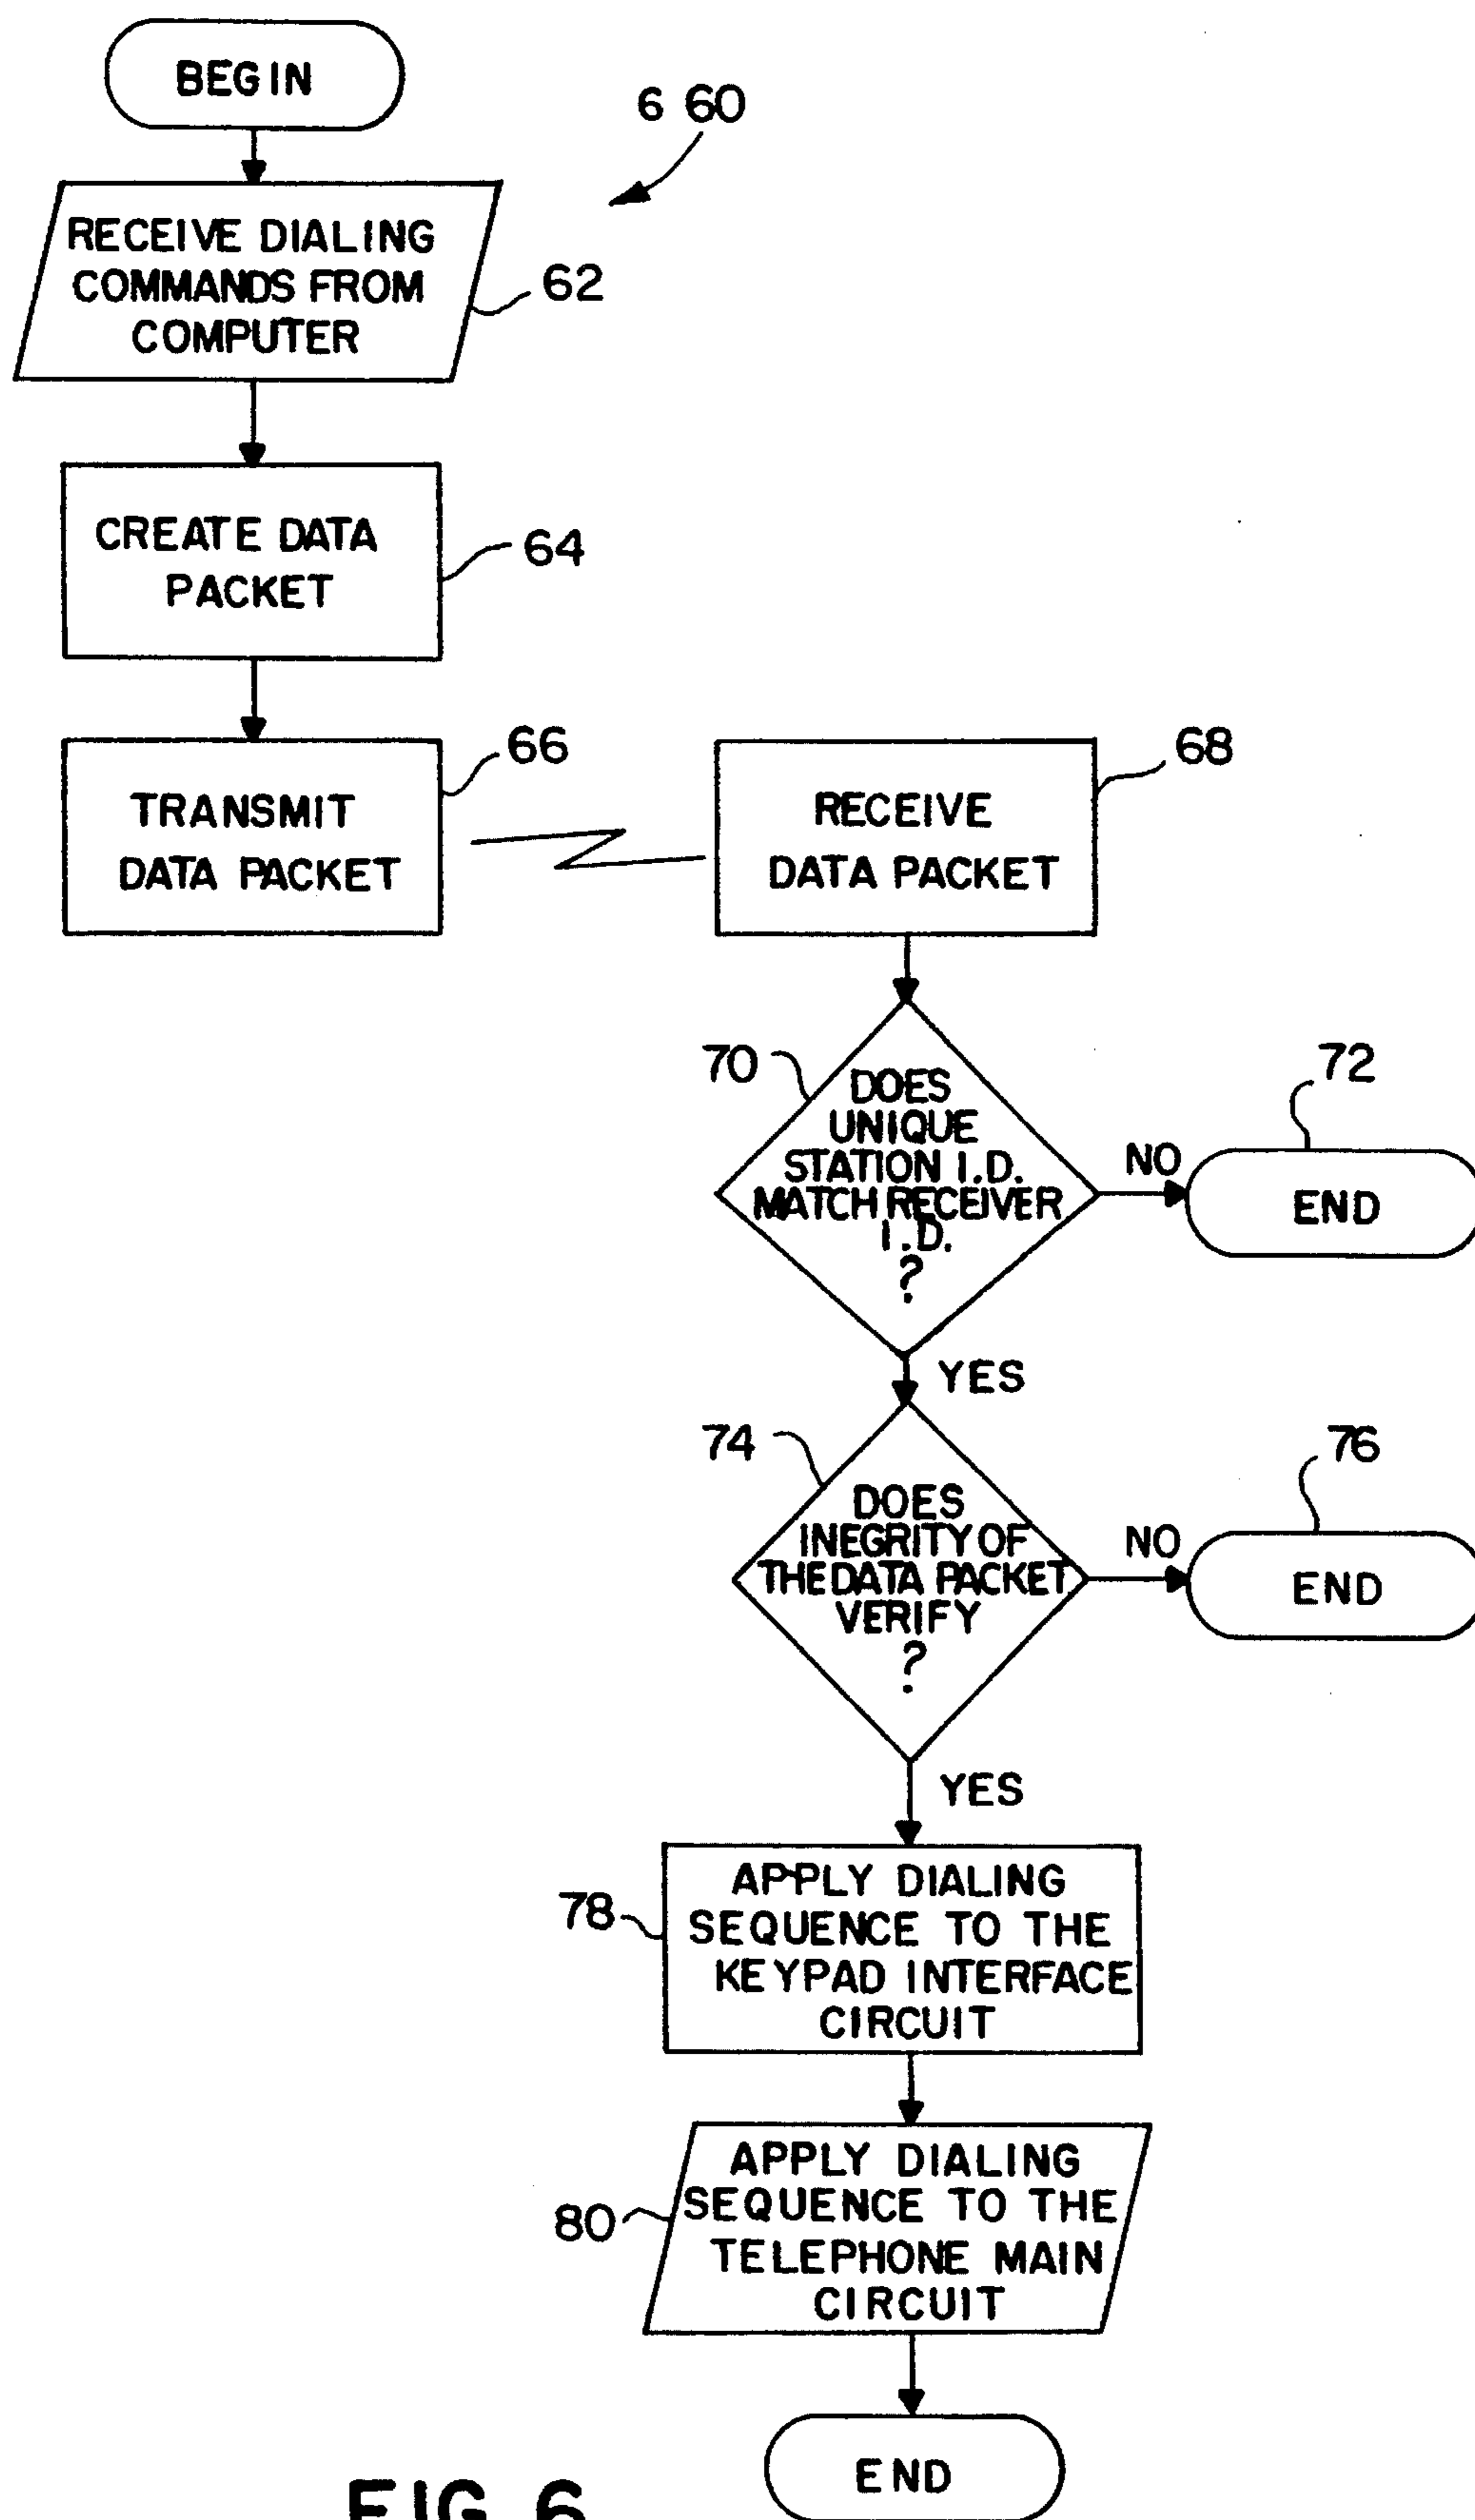 BEGIN
6 60
RECEIVE DIALING
COMMANDS FROM
COMPUTER
62
CREATE DATA
PACKET
64
TRANSMIT
DATA PACKET
66
RECEIVE
DATA PACKET
68
70
DOES
UNIQUE
STATION I.D.
MATCH RECEIVER
I.D.
?
NO
72
END
YES
74
DOES
INEGRITY OF
THE DATA PACKET
VERIFY
?
NO
76
END
YES
78
APPLY DIALING
SEQUENCE TO THE
KEYPAD INTERFACE
CIRCUIT
80
APPLY DIALING
SEQUENCE TO THE
TELEPHONE MAIN
CIRCUIT
END
FIG. 6